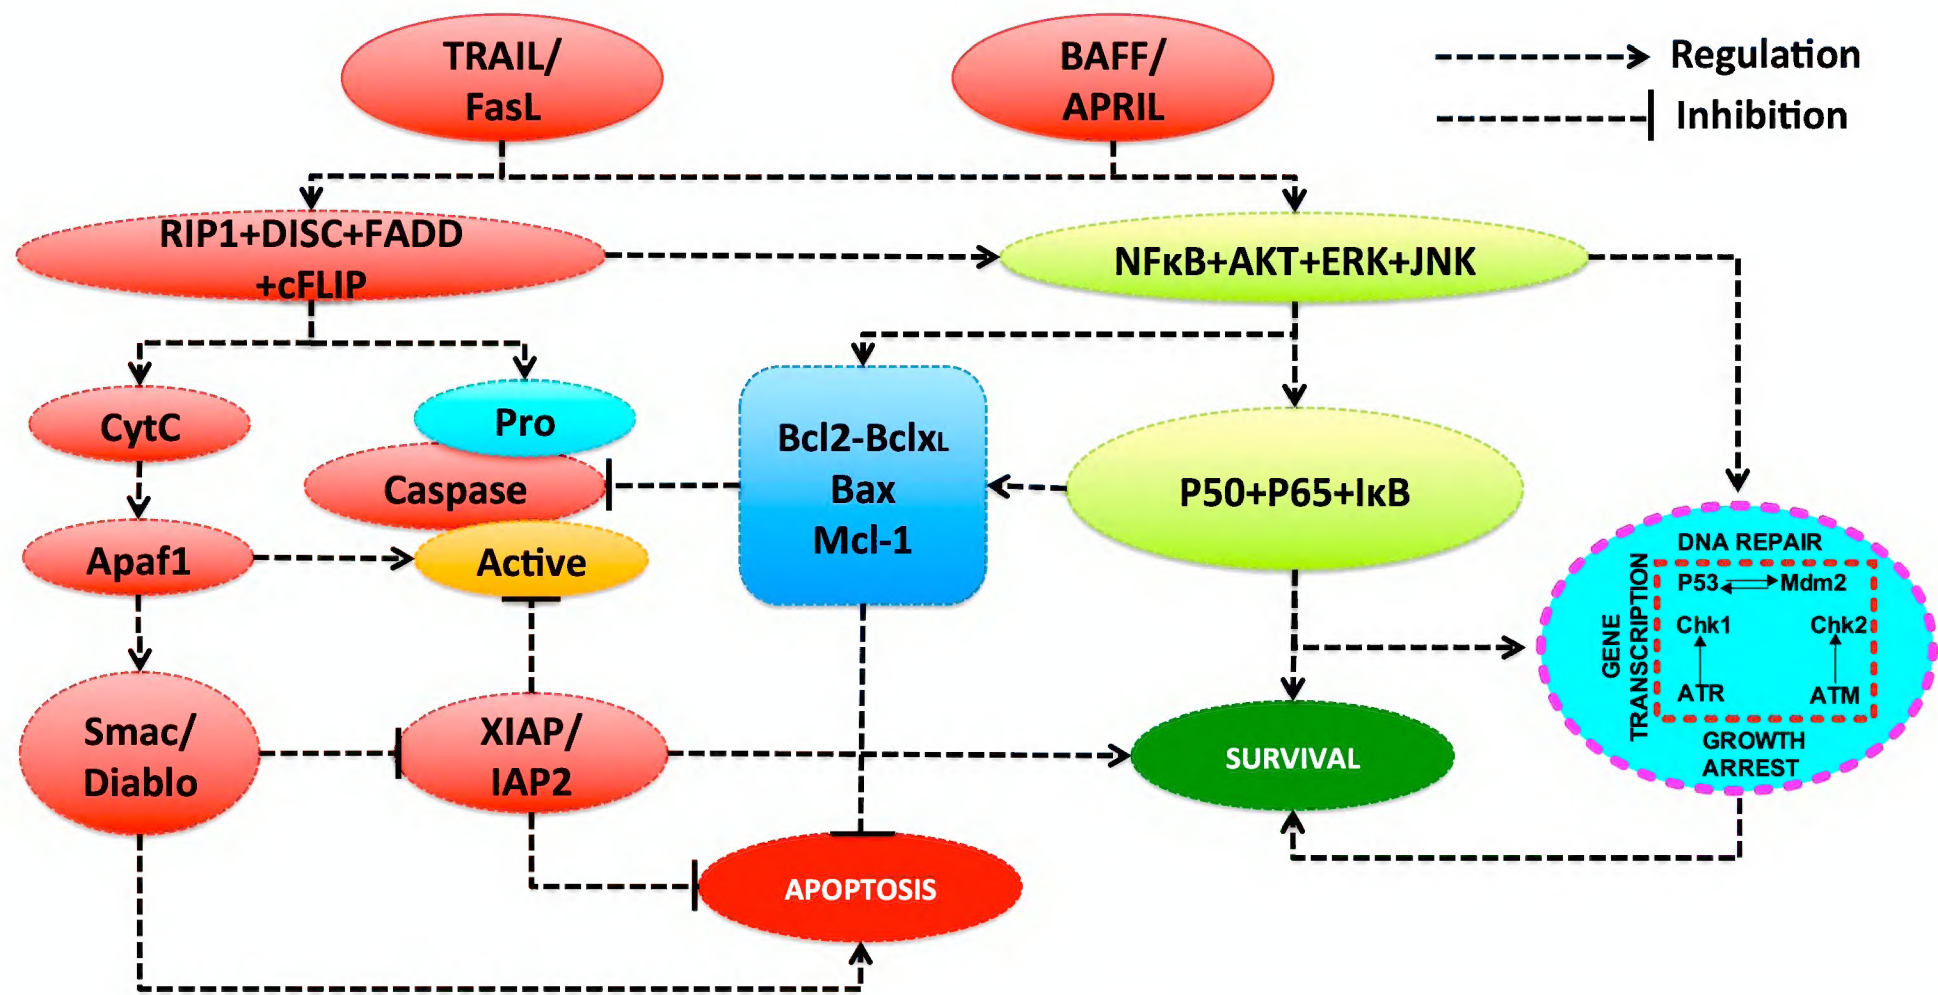 TRAIL/
FasL
BAFF/
APRIL
Regulation
Inhibition
RIP1+DISC+FADD
+cFLIP
NFκB+AKT+ERK+JNK
CytC
Pro
Caspase
Active
Apaf1
Bcl2-BclxL
Bax
Mcl-1
P50+P65+IκB
DNA REPAIR
GENE
TRANSCRIPTION
P53 Mdm2
Chk1 Chk2
ATR ATM
GROWTH
ARREST
Smac/
Diablo
XIAP/
IAP2
SURVIVAL
APOPTOSIS